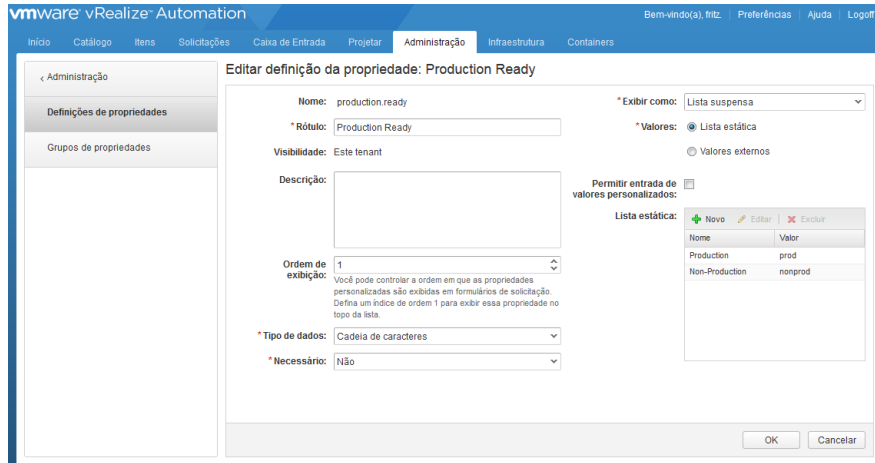 vmware vRealize™ Automation
Bem-vindo(a), fritz. Preferências Ajuda Logoff
Início Catálogo Itens Solicitações Caixa de Entrada Projetar Administração Infraestrutura Containers
‹ Administração
Definições de propriedades
Grupos de propriedades
Editar definição da propriedade: Production Ready
Nome: production.ready
*Rótulo: Production Ready
Visibilidade: Este tenant
Descrição:
Ordem de exibição: 1
Você pode controlar a ordem em que as propriedades
personalizadas são exibidas em formulários de solicitação.
Defina um índice de ordem 1 para exibir essa propriedade no
topo da lista.
*Tipo de dados: Cadeia de caracteres
*Necessário: Não
*Exibir como: Lista suspensa
*Valores: Lista estática
Valores externos
Permitir entrada de
valores personalizados:
Lista estática:
Novo Editar Excluir
Nome Valor
Production prod
Non-Production nonprod
OK Cancelar